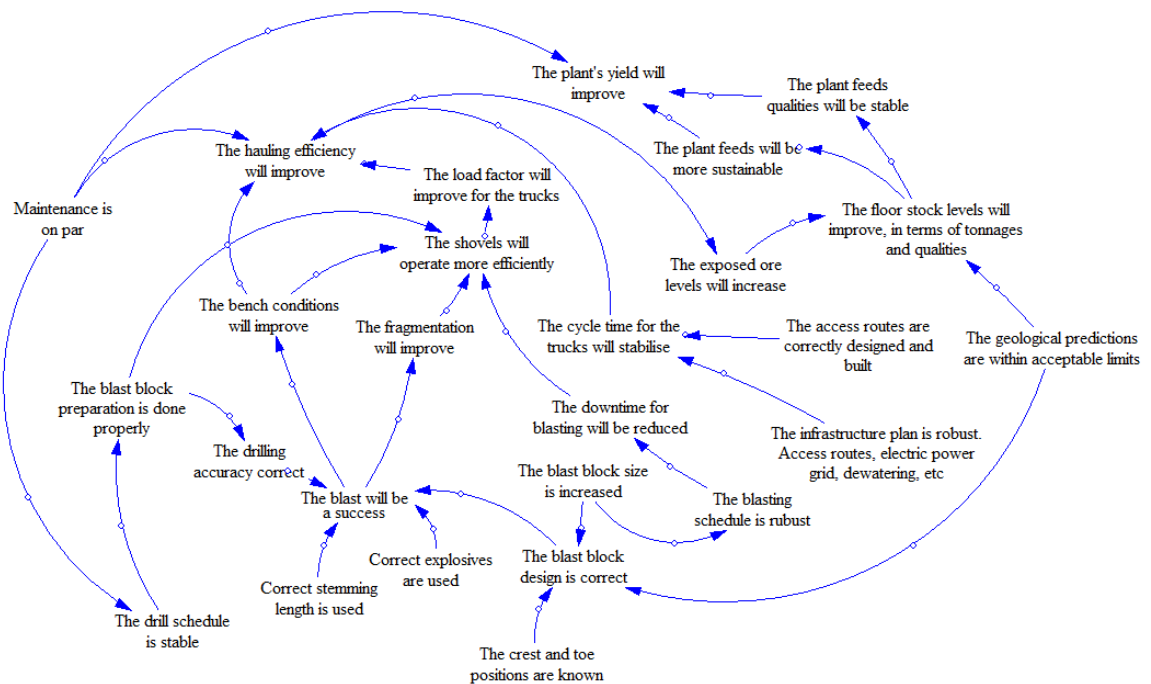 The plant's yield will
improve
The plant feeds
qualities will be stable
The hauling efficiency
will improve
The plant feeds will be
more sustainable
The load factor will
improve for the trucks
Maintenance is
on par
The floor stock levels will
improve, in terms of tonnages
and qualities
The shovels will
operate more efficiently
The exposed ore
levels will increase
The bench conditions
will improve
The fragmentation
will improve
The cycle time for the
trucks will stabilise
The access routes are
correctly designed and
built
The geological predictions
are within acceptable limits
The blast block
preparation is done
properly
The downtime for
blasting will be reduced
The infrastructure plan is robust.
Access routes, electric power
grid, dewatering, etc
The drilling
accuracy correct
The blast block size
is increased
The blast will be
a success
The blasting
schedule is rubust
Correct explosives
are used
The blast block
design is correct
Correct stemming
length is used
The drill schedule
is stable
The crest and toe
positions are known